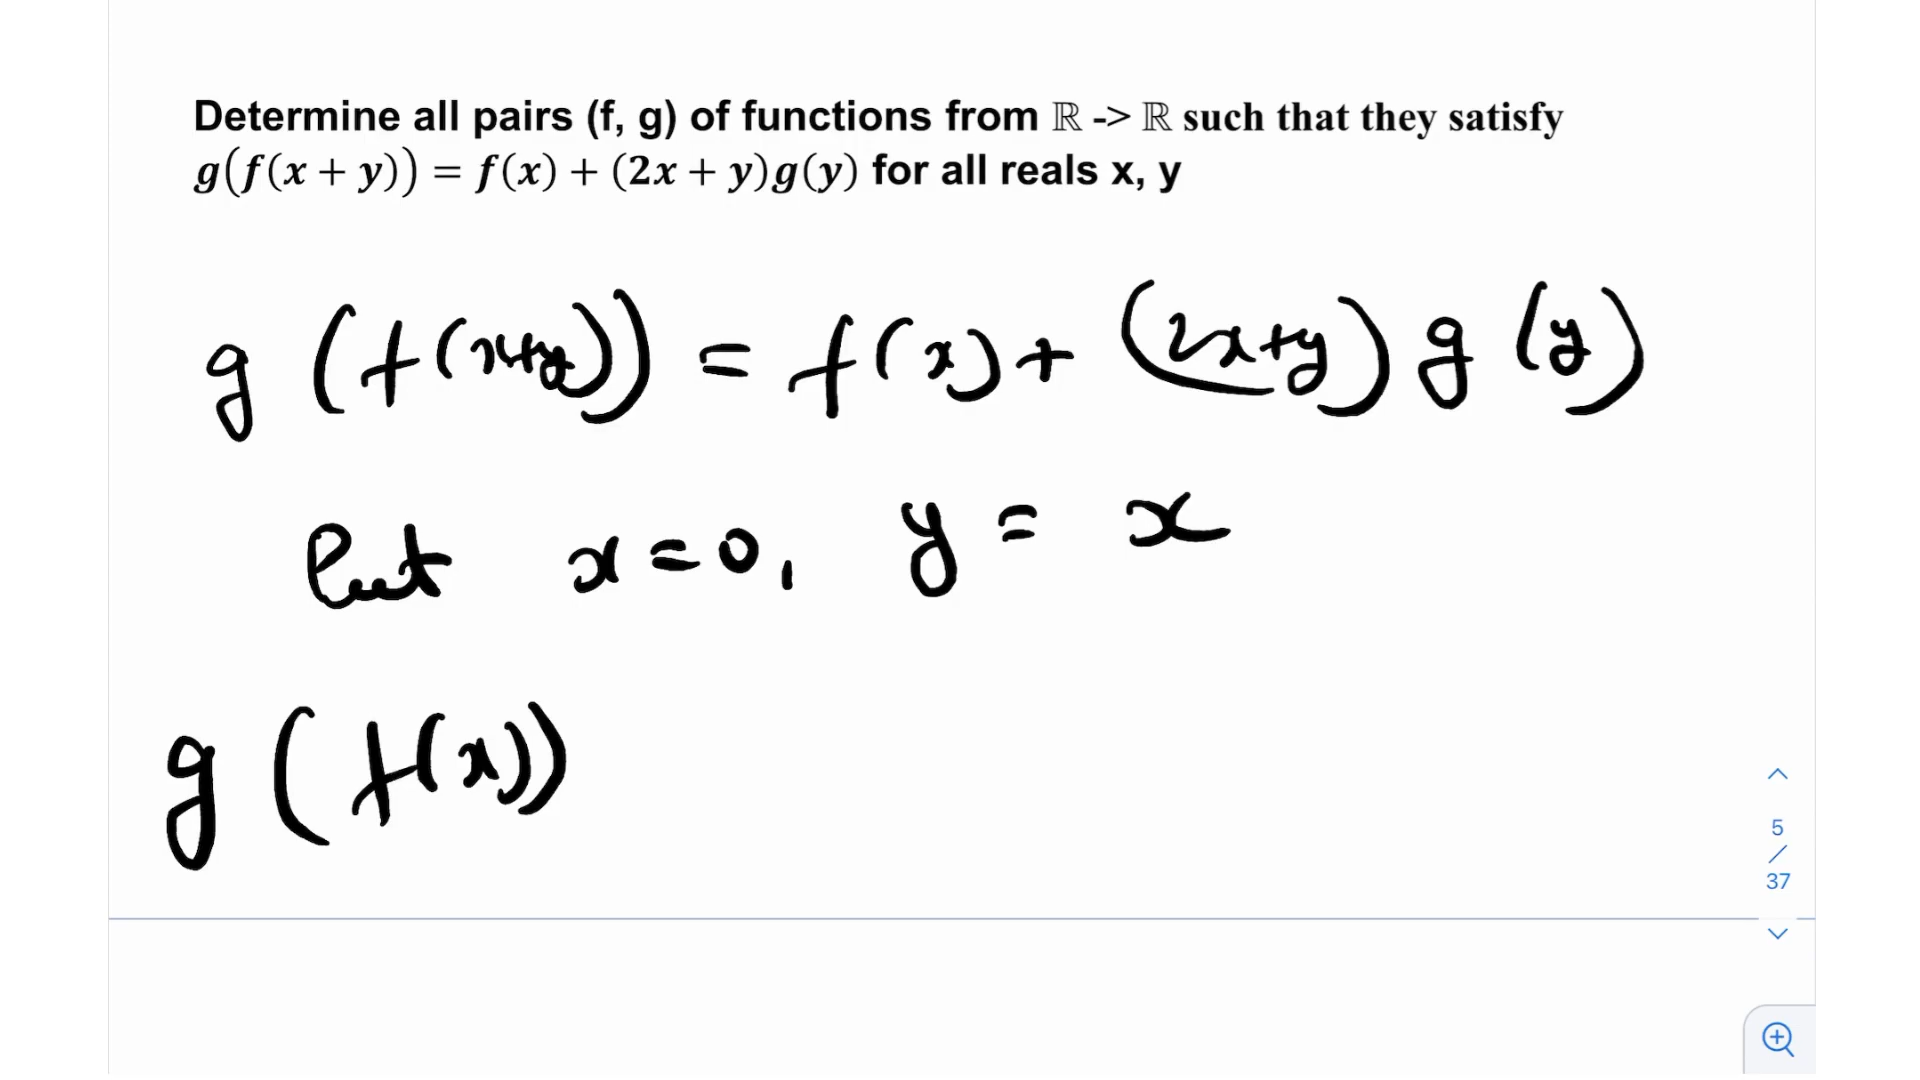 Determine all pairs (f, g) of functions from ℝ -> ℝ such that they satisfy
g(f(x + y)) = f(x) + (2x + y)g(y) for all reals x, y
g (f(x+y)) = f(x) + (2x+y) g (y)
Put x=0, y = x
g (f(x))
5
/
37